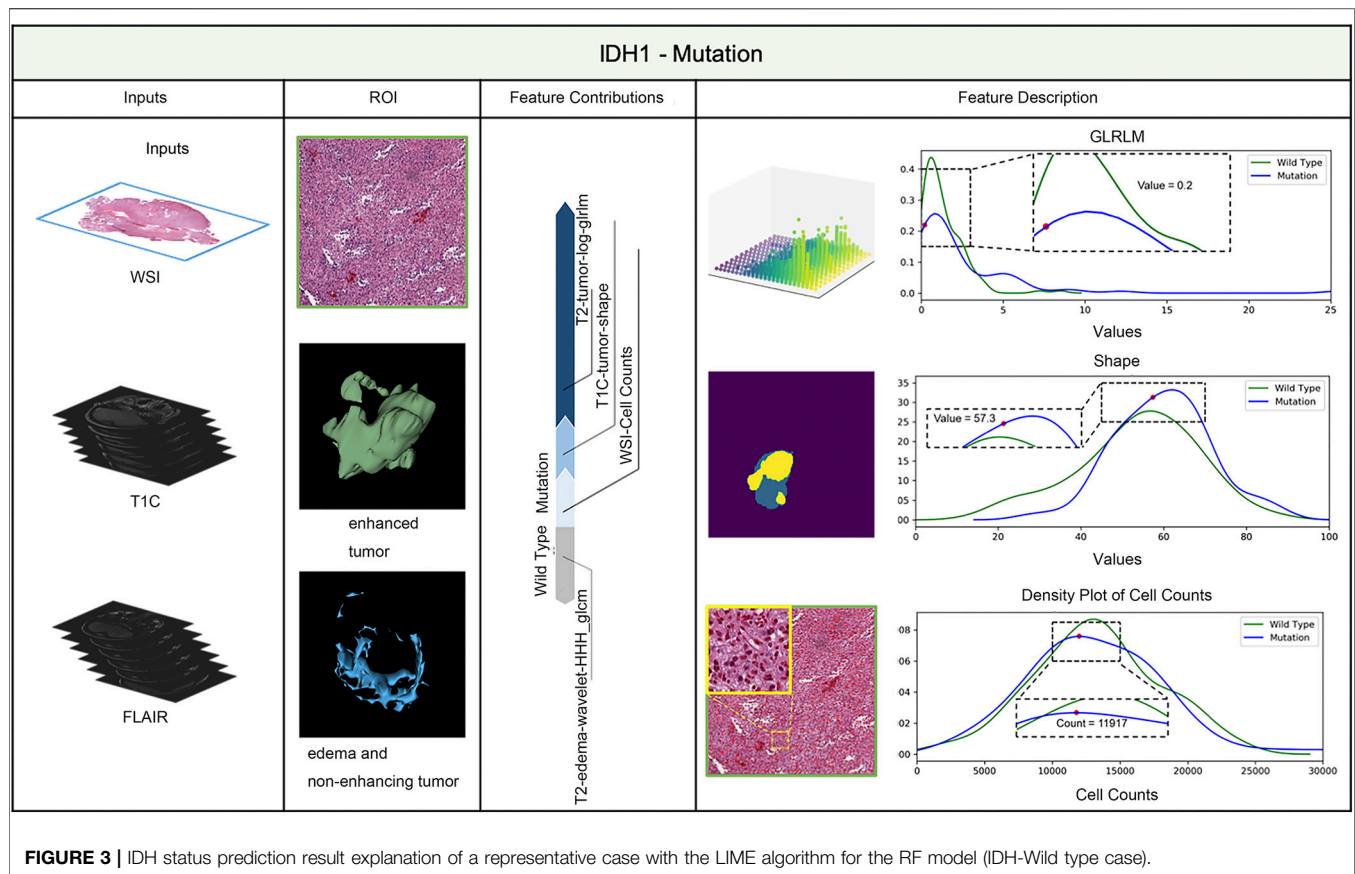 IDH1 - Mutation
Inputs
ROI
Feature Contributions
Feature Description
Inputs
WSI
T1C
FLAIR
enhanced
tumor
edema and
non-enhancing tumor
T2-tumor-log-glrlm
T1C-tumor-shape
WSI-Cell Counts
Mutation
Wild Type
T2-edema-wavelet-HHH_glcm
GLRLM
Wild Type
Mutation
Value = 0.2
0.4
0.3
0.2
0.1
0.0
0
5
10
15
20
25
Values
Shape
Wild Type
Mutation
Value = 57.3
35
30
25
20
15
10
05
00
0
20
40
60
80
100
Values
Density Plot of Cell Counts
Wild Type
Mutation
Count = 11917
08
06
04
02
00
0
5000
10000
15000
20000
25000
30000
Cell Counts
FIGURE 3 | IDH status prediction result explanation of a representative case with the LIME algorithm for the RF model (IDH-Wild type case).